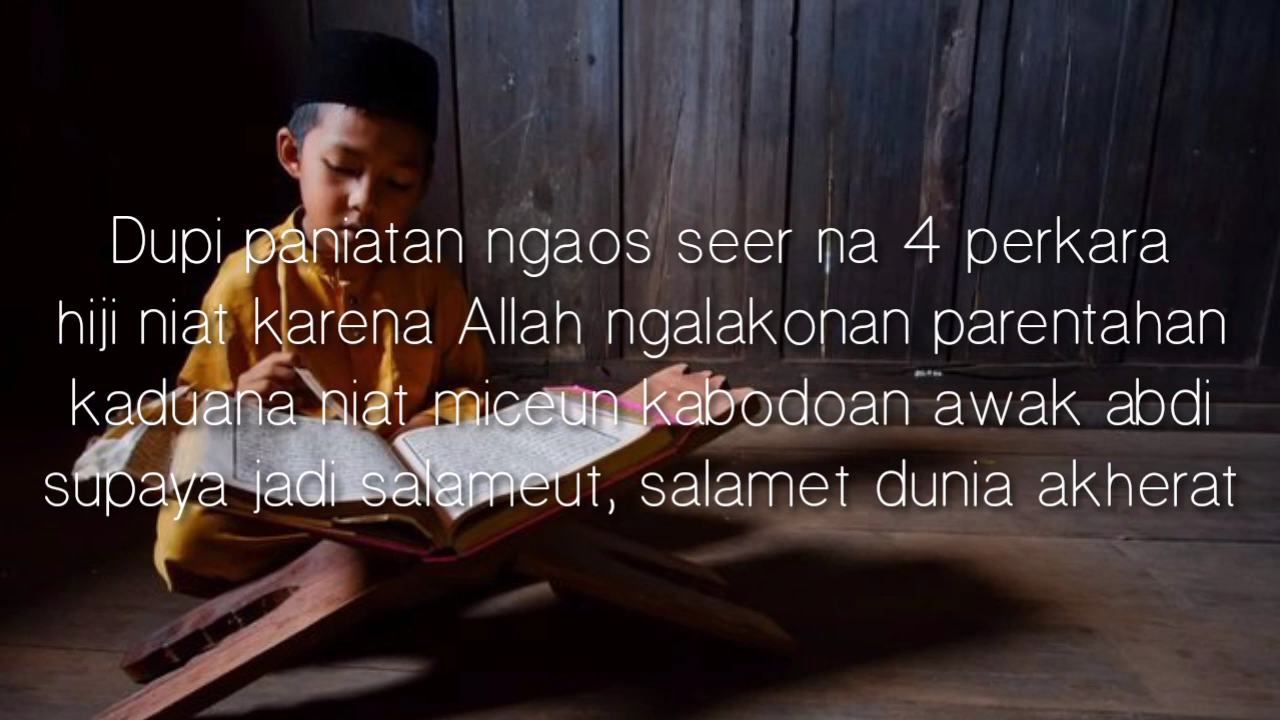 Dupi paniatan ngaos seer na 4 perkara
hiji niat karena Allah ngalakonan parentahan
kaduana niat miceun kabodoan awak abdi
supaya jadi salameut, salamet dunia akherat